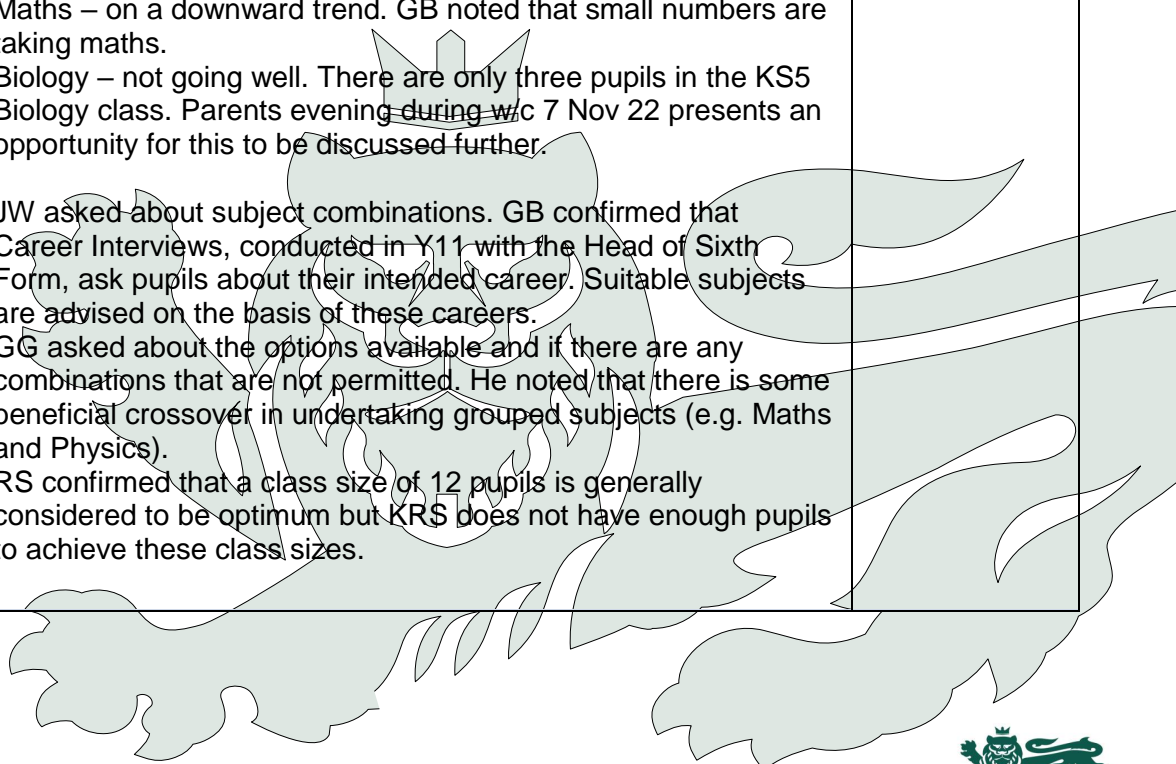 Maths – on a downward trend. GB noted that small numbers are
taking maths.
Biology – not going well. There are only three pupils in the KS5
Biology class. Parents evening during w/c 7 Nov 22 presents an
opportunity for this to be discussed further.
JW asked about subject combinations. GB confirmed that
Career Interviews, conducted in Y11 with the Head of Sixth
Form, ask pupils about their intended career. Suitable subjects
are advised on the basis of these careers.
GG asked about the options available and if there are any
combinations that are not permitted. He noted that there is some
beneficial crossover in undertaking grouped subjects (e.g. Maths
and Physics).
RS confirmed that a class size of 12 pupils is generally
considered to be optimum but KRS does not have enough pupils
to achieve these class sizes.